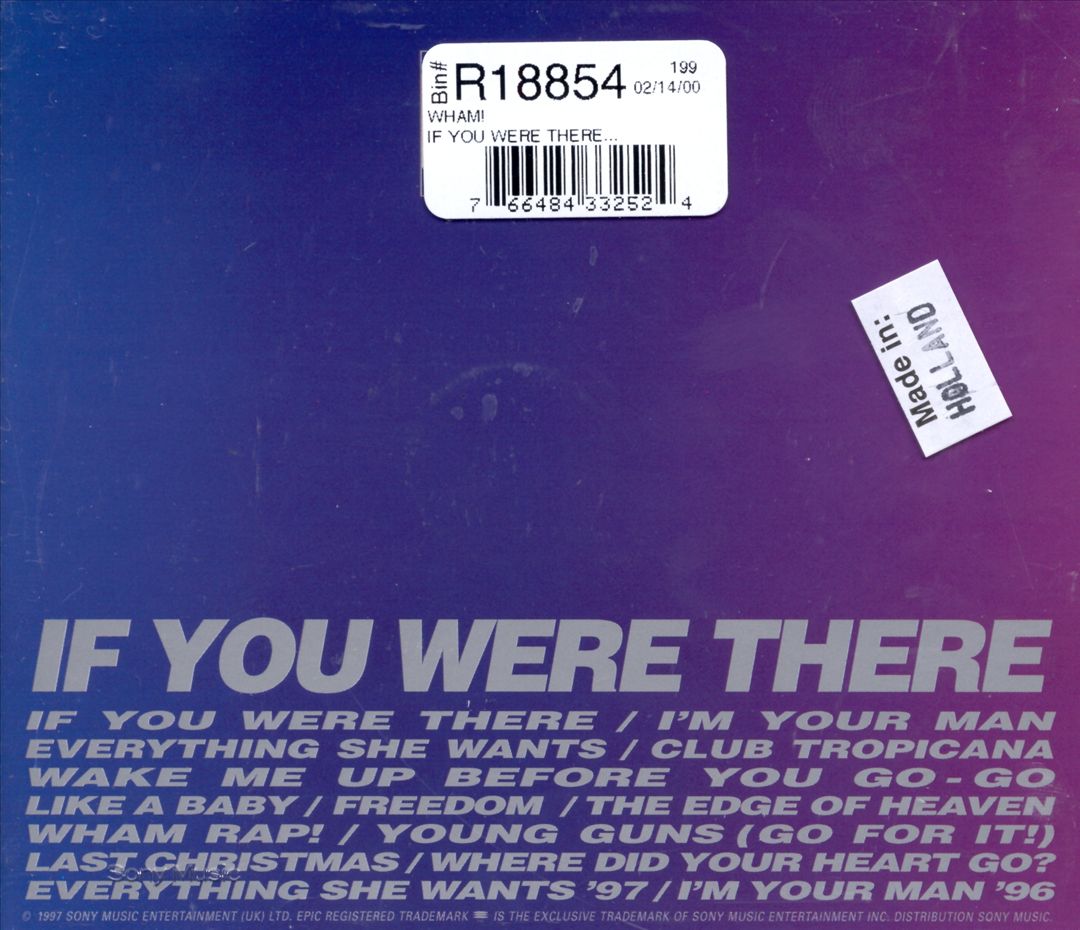 Bin#
R18854
199
02/14/00
WHAM!
IF YOU WERE THERE...
7 66484 33252 4
Made in:
HOLLAND
IF YOU WERE THERE
IF YOU WERE THERE / I'M YOUR MAN
EVERYTHING SHE WANTS / CLUB TROPICANA
WAKE ME UP BEFORE YOU GO-GO
LIKE A BABY / FREEDOM / THE EDGE OF HEAVEN
WHAM RAP! / YOUNG GUNS (GO FOR IT!)
LAST CHRISTMAS / WHERE DID YOUR HEART GO?
Sony Music
EVERYTHING SHE WANTS '97 / I'M YOUR MAN '96
© 1997 SONY MUSIC ENTERTAINMENT (UK) LTD. EPIC REGISTERED TRADEMARK IS THE EXCLUSIVE TRADEMARK OF SONY MUSIC ENTERTAINMENT INC. DISTRIBUTION SONY MUSIC.